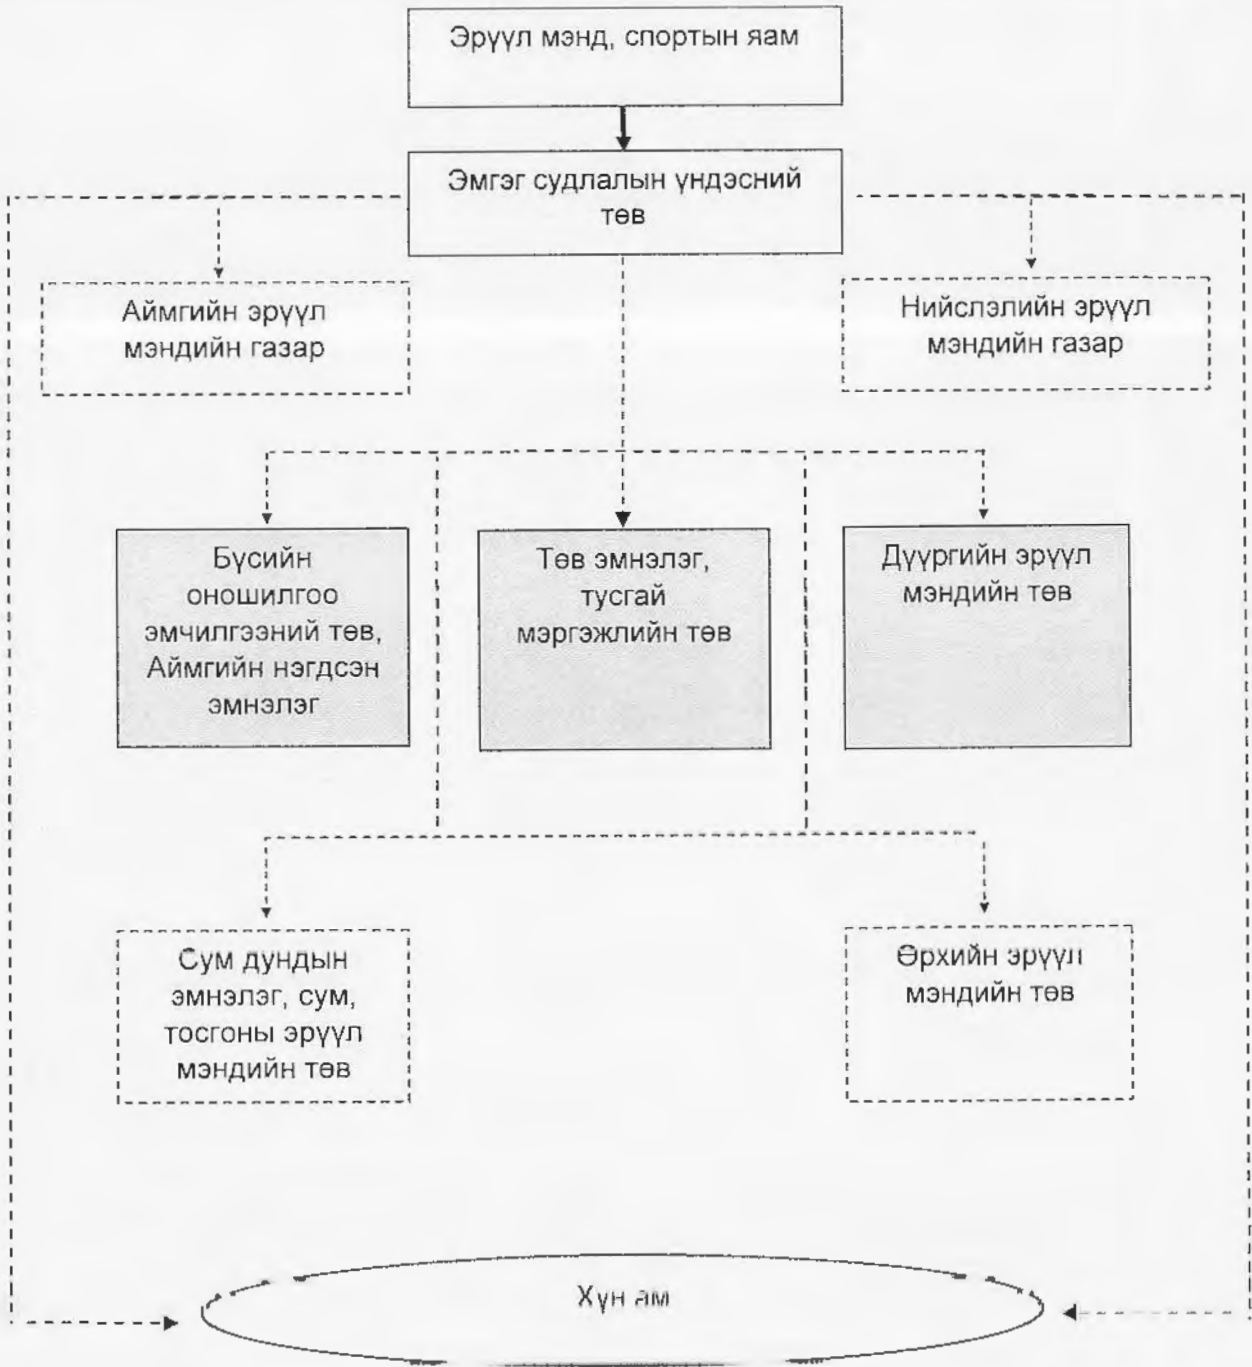 Эрүүл мэнд, спортын яам
Эмгэг судлалын үндэсний
төв
Аймгийн эрүүл
мэндийн газар
Нийслэлийн эрүүл
мэндийн газар
Бүсийн
оношилгоо
эмчилгээний төв,
Аймгийн нэгдсэн
эмнэлэг
Төв эмнэлэг,
тусгай
мэргэжлийн төв
Дүүргийн эрүүл
мэндийн төв
Сум дундын
эмнэлэг, сум,
тосгоны эрүүл
мэндийн төв
Өрхийн эрүүл
мэндийн төв
Хүн ам